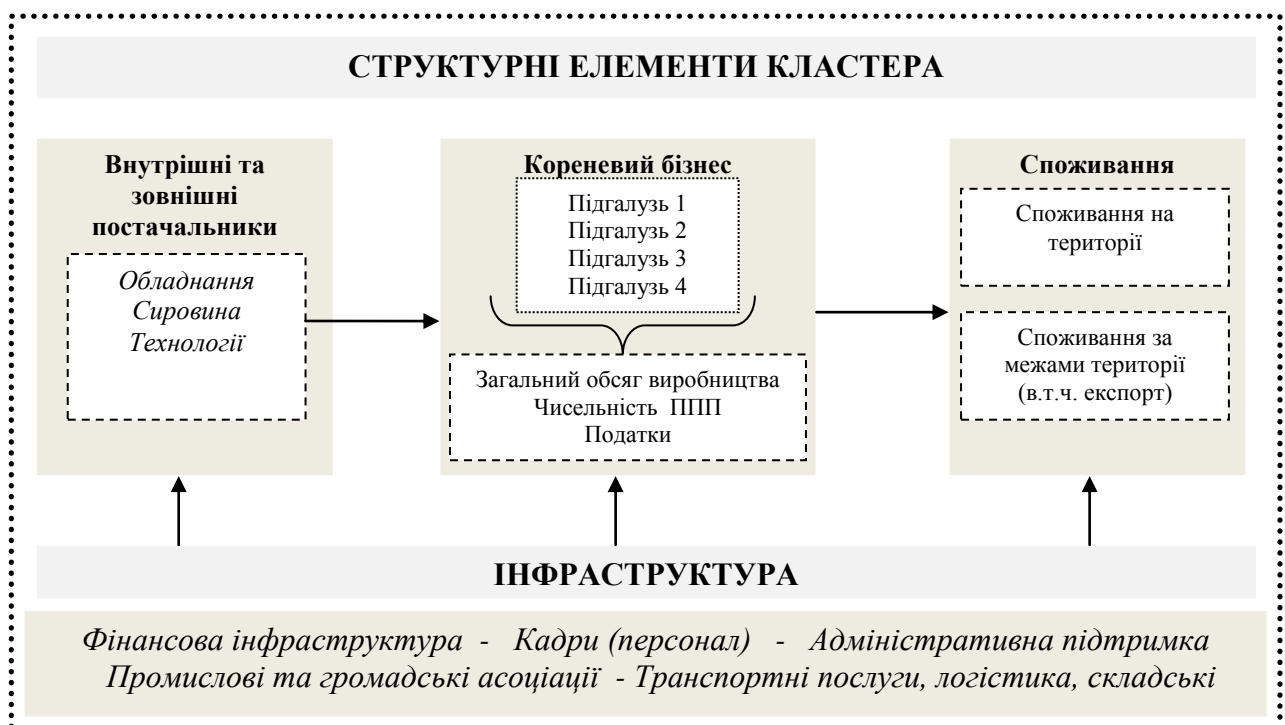 СТРУКТУРНІ ЕЛЕМЕНТИ КЛАСТЕРА
Внутрішні та
зовнішні
постачальники
Обладнання
Сировина
Технології
Кореневий бізнес
Підгалузь 1
Підгалузь 2
Підгалузь 3
Підгалузь 4
Загальний обсяг виробництва
Чисельність ППП
Податки
Споживання
Споживання на
території
Споживання за
межами території
(в.т.ч. експорт)
ІНФРАСТРУКТУРА
Фінансова інфраструктура - Кадри (персонал) - Адміністративна підтримка
Промислові та громадські асоціації - Транспортні послуги, логістика, складські